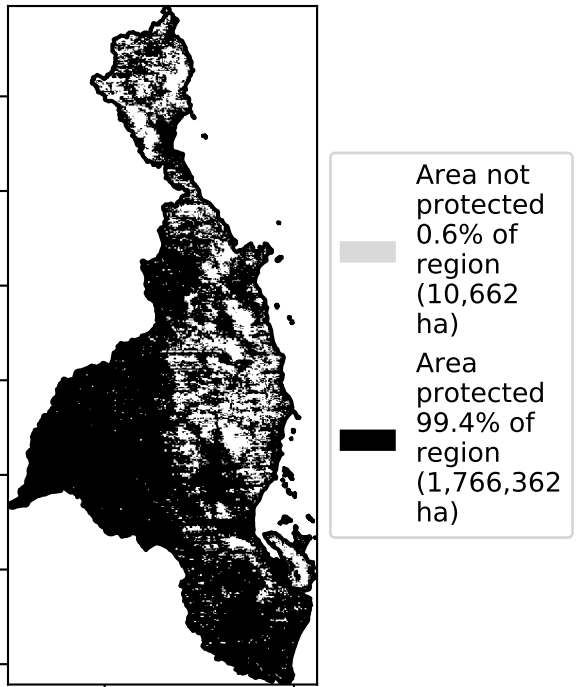 Area not
protected
0.6% of
region
(10,662
ha)
Area
protected
99.4% of
region
(1,766,362
ha)